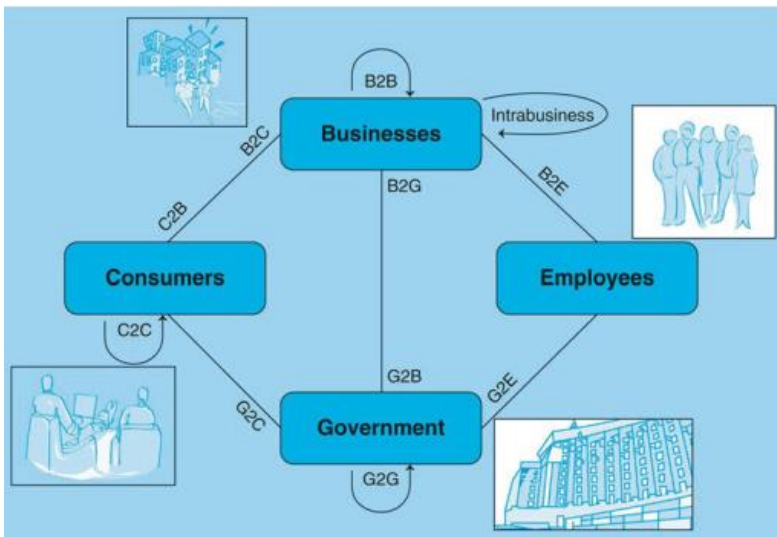 B2B
Businesses
Intrabusiness
B2C
B2G
B2E
C2B
Consumers
Employees
C2C
G2B
G2C
G2E
Government
G2G